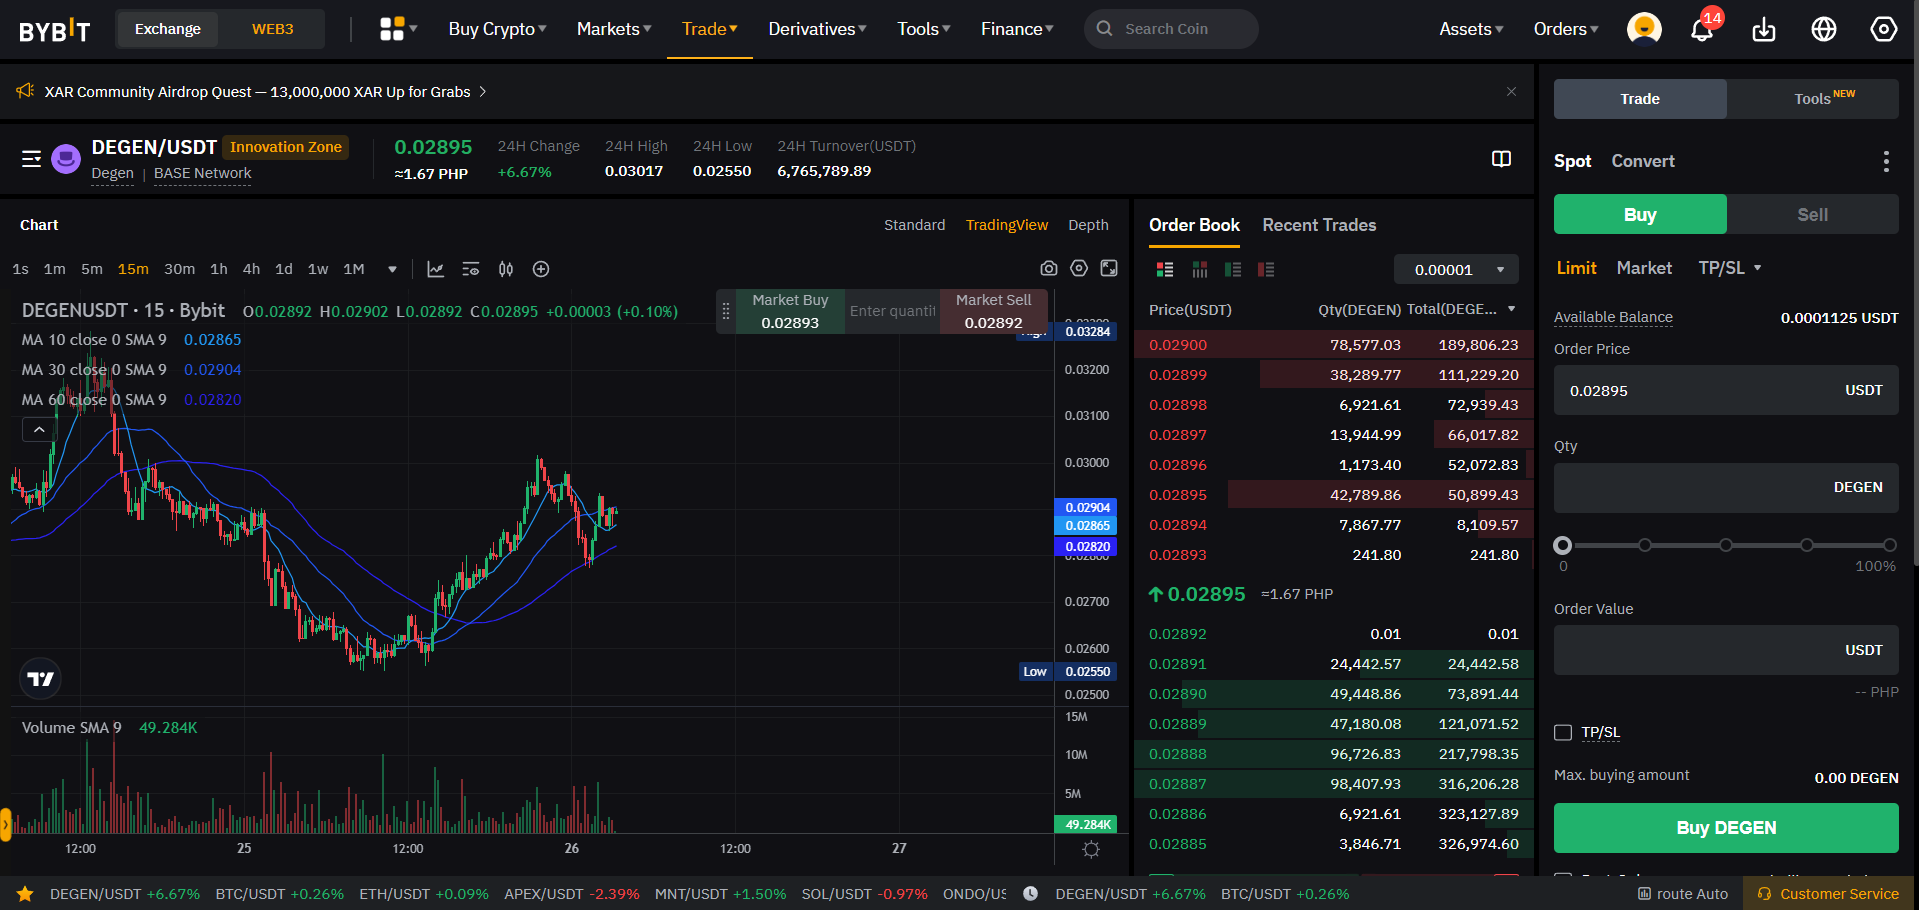 BYBIT Exchange WEB3 Buy Crypto Markets Trade Derivatives Tools Finance Search Coin Assets Orders 14
XAR Community Airdrop Quest — 13,000,000 XAR Up for Grabs
DEGEN/USDT Innovation Zone
Degen | BASE Network
0.02895
≈1.67 PHP
24H Change
+6.67%
24H High
0.03017
24H Low
0.02550
24H Turnover(USDT)
6,765,789.89
Chart
Standard TradingView Depth
1s 1m 5m 15m 30m 1h 4h 1d 1w 1M
DEGENUSDT · 15 · Bybit O0.02892 H0.02902 L0.02892 C0.02895 +0.00003 (+0.10%)
MA 10 close 0 SMA 9 0.02865
MA 30 close 0 SMA 9 0.02904
MA 60 close 0 SMA 9 0.02820
Market Buy
0.02893
Enter quantit
Market Sell
0.02892
0.03284
0.03200
0.03100
0.03000
0.02904
0.02865
0.02820
0.02700
0.02600
Low 0.02550
0.02500
Volume SMA 9 49.284K
15M
10M
5M
49.284K
12:00 25 12:00 26 12:00 27
Order Book Recent Trades
0.00001
Price(USDT) Qty(DEGEN) Total(DEGE...
0.02900 78,577.03 189,806.23
0.02899 38,289.77 111,229.20
0.02898 6,921.61 72,939.43
0.02897 13,944.99 66,017.82
0.02896 1,173.40 52,072.83
0.02895 42,789.86 50,899.43
0.02894 7,867.77 8,109.57
0.02893 241.80 241.80
0.02895 ≈1.67 PHP
0.02892 0.01 0.01
0.02891 24,442.57 24,442.58
0.02890 49,448.86 73,891.44
0.02889 47,180.08 121,071.52
0.02888 96,726.83 217,798.35
0.02887 98,407.93 316,206.28
0.02886 6,921.61 323,127.89
0.02885 3,846.71 326,974.60
Trade Tools NEW
Spot Convert
Buy Sell
Limit Market TP/SL
Available Balance 0.0001125 USDT
Order Price
0.02895 USDT
Qty
DEGEN
0 100%
Order Value
USDT
-- PHP
TP/SL
Max. buying amount 0.00 DEGEN
Buy DEGEN
DEGEN/USDT +6.67% BTC/USDT +0.26% ETH/USDT +0.09% APEX/USDT -2.39% MNT/USDT +1.50% SOL/USDT -0.97% ONDO/US DEGEN/USDT +6.67% BTC/USDT +0.26% route Auto Customer Service